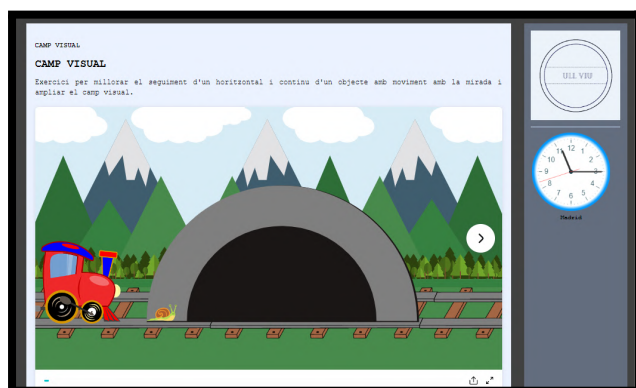 CAMP VISUAL
CAMP VISUAL
Exercici per millorar el seguiment d'un horitzontal i continu d'un objecte amb moviment amb la mirada i
ampliar el camp visual.
ULL VIU
12
11
1
10
2
9
3
8
4
7
5
6
Madrid